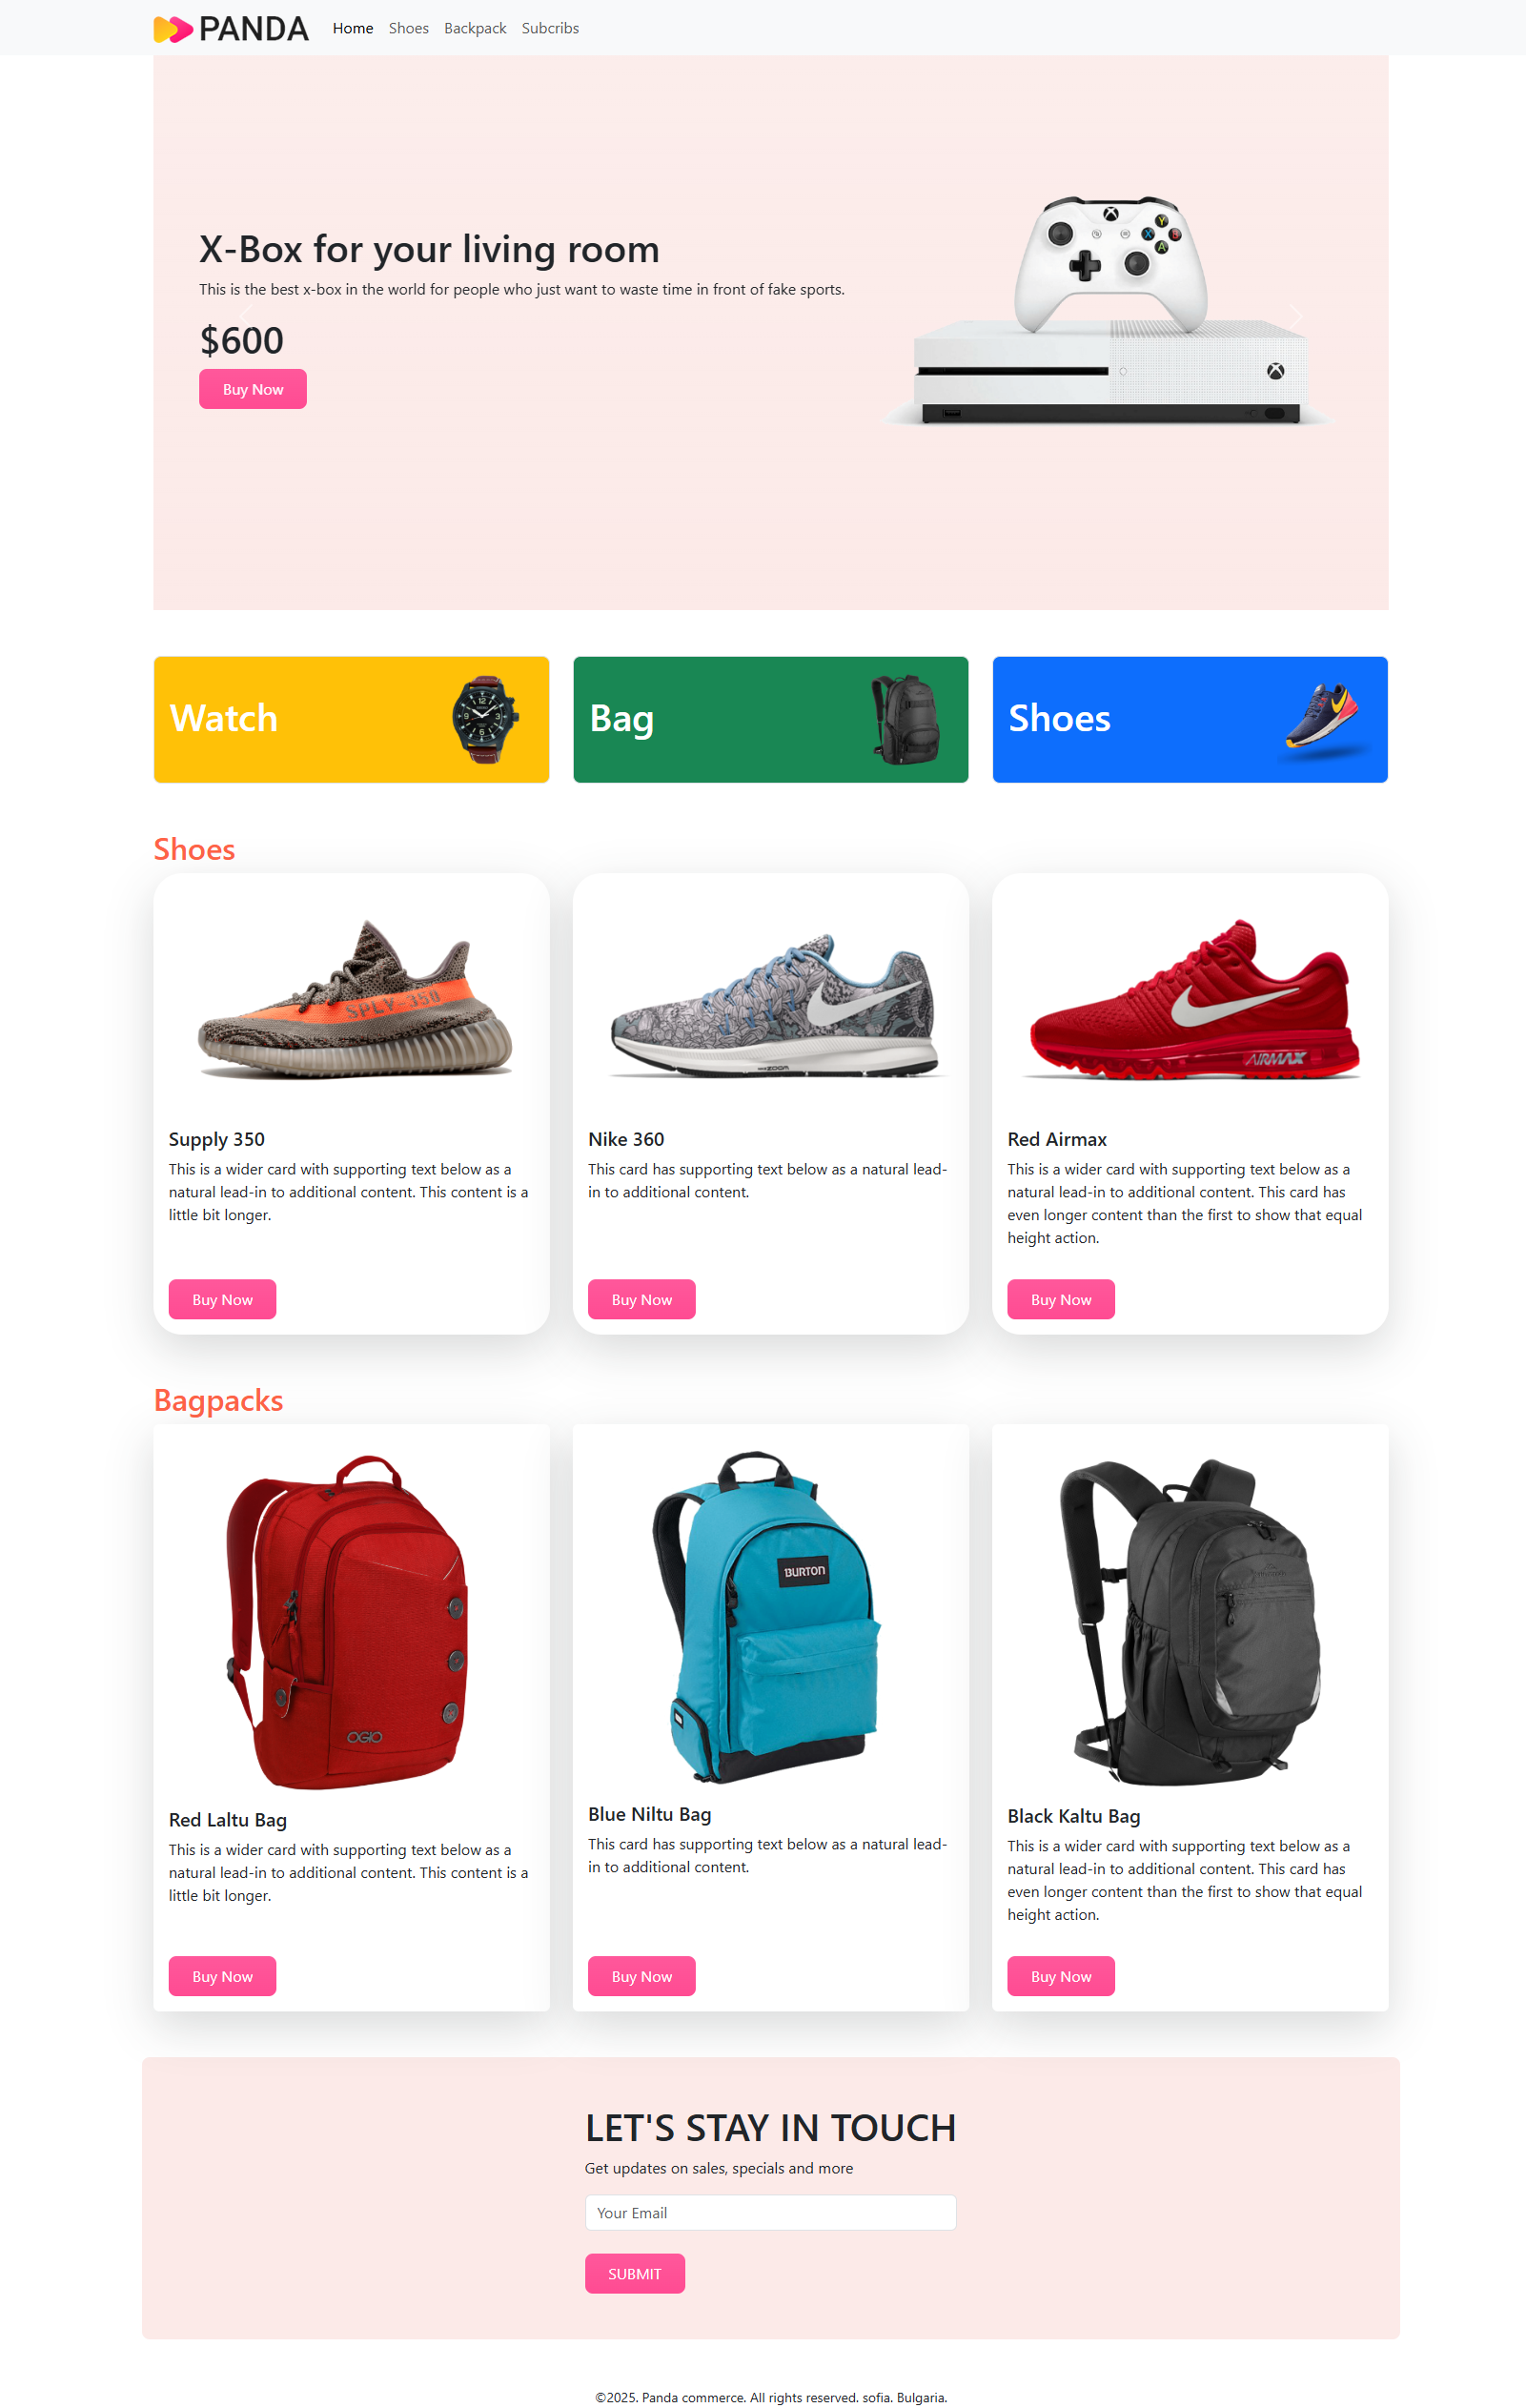 PANDA Home Shoes Backpack Subcribs
X-Box for your living room
This is the best x-box in the world for people who just want to waste time in front of fake sports.
$600
Buy Now
Y
X B
A
Watch
Bag
Shoes
Shoes
SPLV-350
AIRMAX
Supply 350
This is a wider card with supporting text below as a
natural lead-in to additional content. This content is a
little bit longer.
Buy Now
Nike 360
This card has supporting text below as a natural lead-
in to additional content.
Buy Now
Red Airmax
This is a wider card with supporting text below as a
natural lead-in to additional content. This card has
even longer content than the first to show that equal
height action.
Buy Now
Bagpacks
OGIO
Red Laltu Bag
This is a wider card with supporting text below as a
natural lead-in to additional content. This content is a
little bit longer.
Buy Now
BURTON
Blue Niltu Bag
This card has supporting text below as a natural lead-
in to additional content.
Buy Now
Black Kaltu Bag
This is a wider card with supporting text below as a
natural lead-in to additional content. This card has
even longer content than the first to show that equal
height action.
Buy Now
LET'S STAY IN TOUCH
Get updates on sales, specials and more
Your Email
SUBMIT
©2025. Panda commerce. All rights reserved. sofia. Bulgaria.